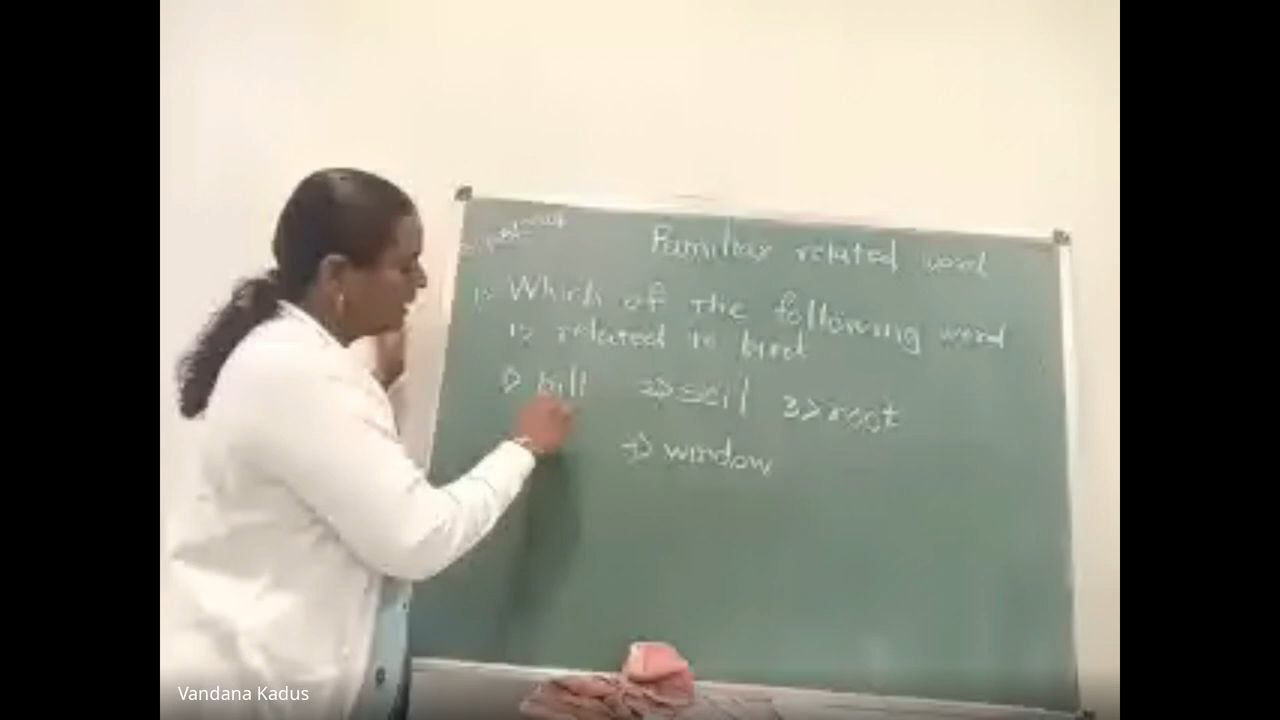 Familiar related word
1> Which of the following word
is related to bird
1> bill 2> soil 3> root
4> window
Vandana Kadus